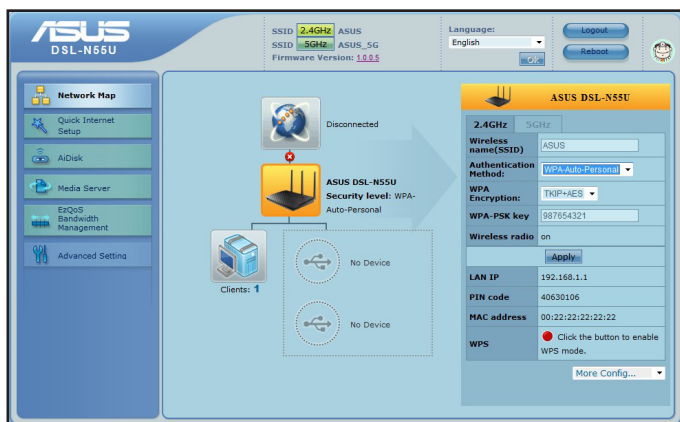 ASUS
DSL-N55U
SSID 2.4GHz ASUS
SSID 5GHz ASUS_5G
Firmware Version: 1.0.0.5
Language:
English
OK
Logout
Reboot
Network Map
Quick Internet
Setup
AiDisk
Media Server
EzQoS
Bandwidth
Management
Advanced Setting
Disconnected
ASUS DSL-N55U
Security level: WPA-
Auto-Personal
Clients: 1
No Device
No Device
ASUS DSL-N55U
2.4GHz 5GHz
Wireless
name(SSID) ASUS
Authentication
Method: WPA-Auto-Personal
WPA
Encryption: TKIP+AES
WPA-PSK key 987654321
Wireless radio on
Apply
LAN IP 192.168.1.1
PIN code 40630106
MAC address 00:22:22:22:22:22
WPS Click the button to enable
WPS mode.
More Config...